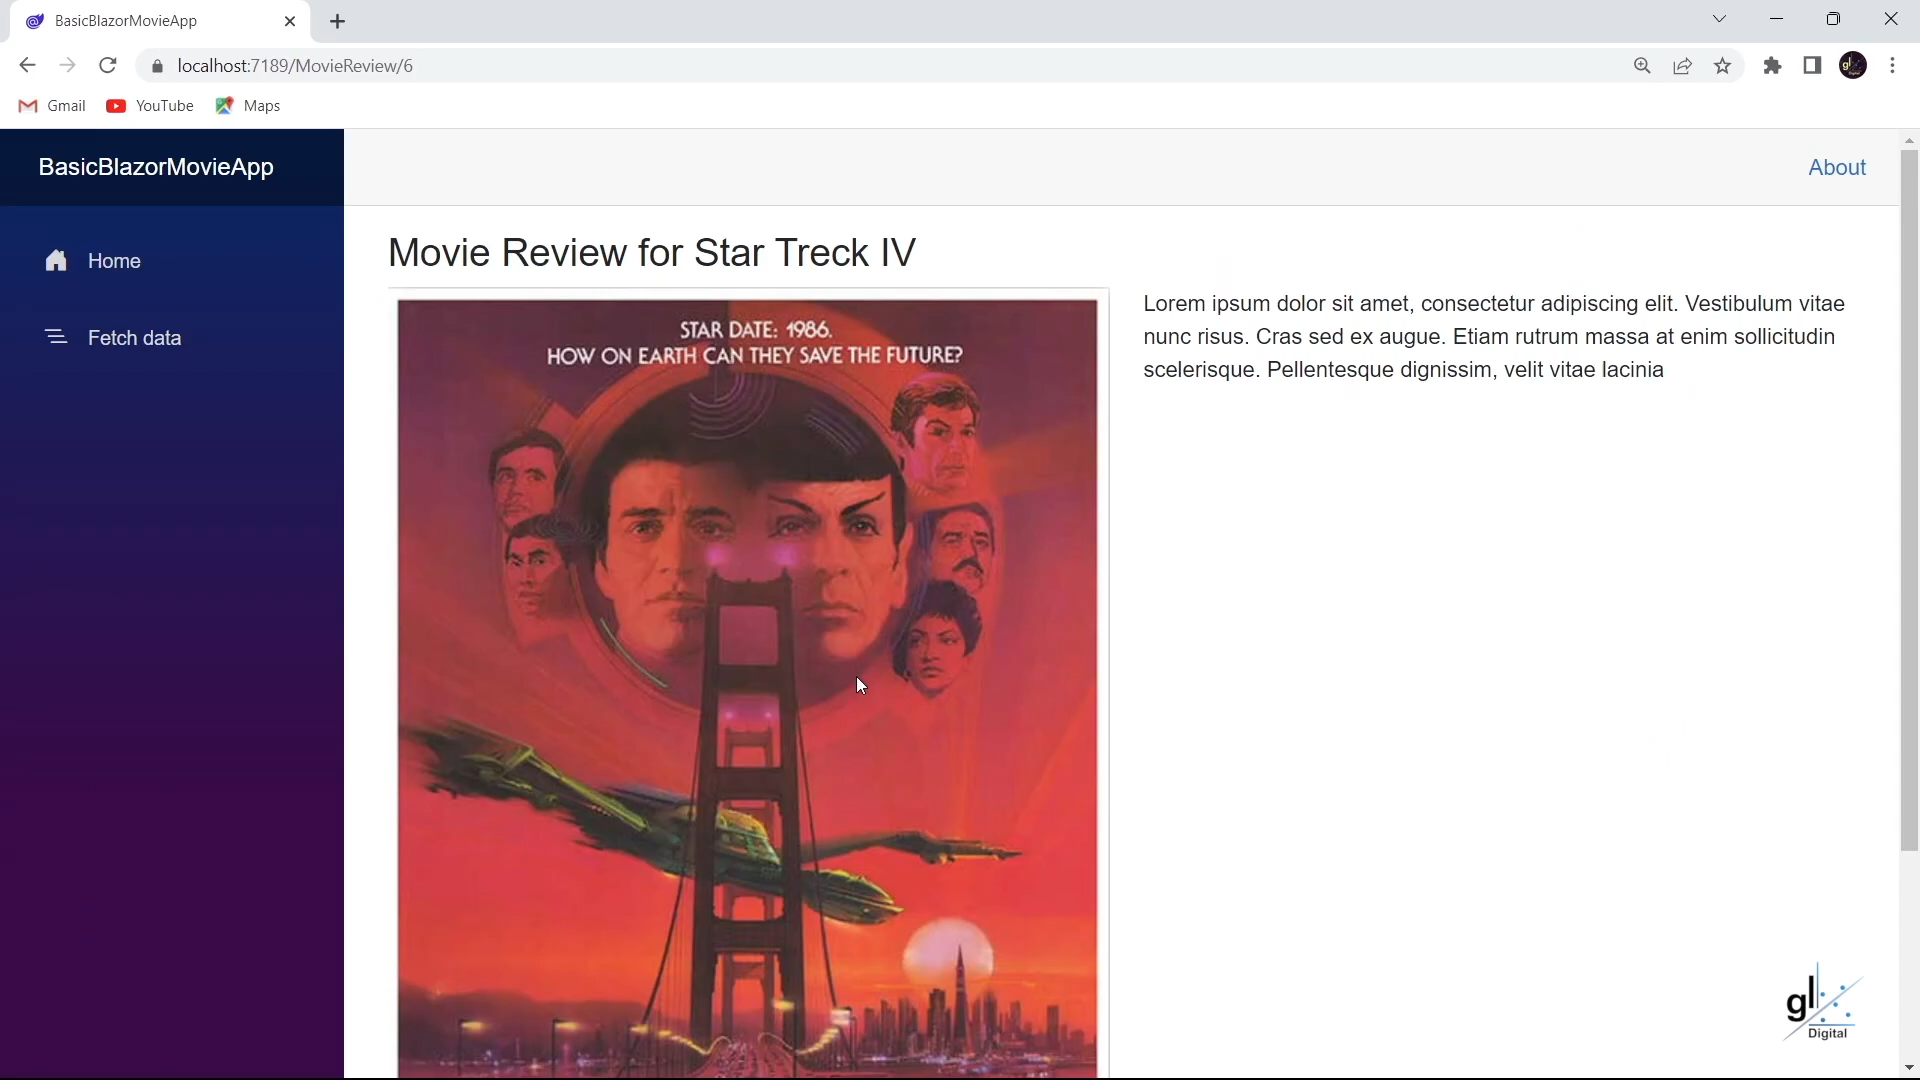 BasicBlazorMovieApp
localhost:7189/MovieReview/6
gl
Gmail
YouTube
Maps
BasicBlazorMovieApp
About
Home
Fetch data
Movie Review for Star Treck IV
STAR DATE: 1986.
HOW ON EARTH CAN THEY SAVE THE FUTURE?
Lorem ipsum dolor sit amet, consectetur adipiscing elit. Vestibulum vitae
nunc risus. Cras sed ex augue. Etiam rutrum massa at enim sollicitudin
scelerisque. Pellentesque dignissim, velit vitae lacinia
gl
Digital